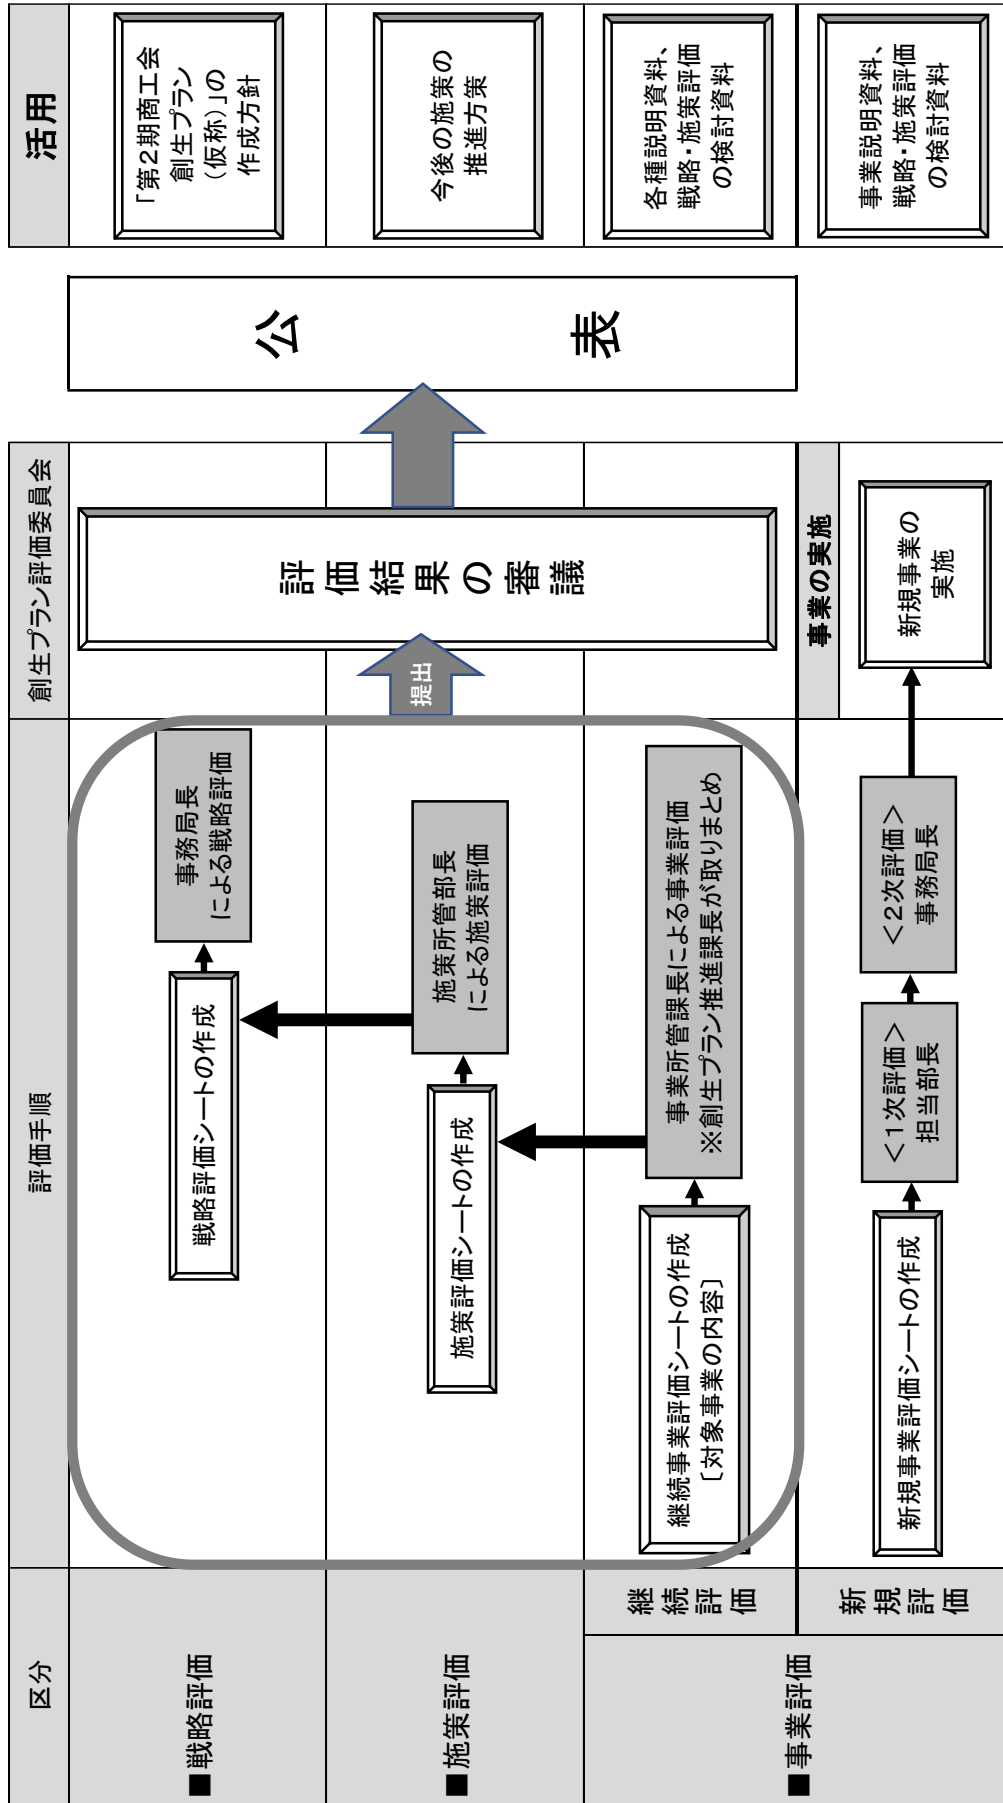 区分
評価手順
創生プラン評価委員会
活用
■戦略評価
戦略評価シートの作成
事務局長
による戦略評価
「第2期商工会
創生プラン
(仮称)」の
作成方針
■施策評価
施策評価シートの作成
施策所管部長
による施策評価
提出
評価結果の審議
公表
今後の施策の
推進方策
■事業評価
継続評価
継続事業評価シートの作成
〔対象事業の内容〕
事業所管課長による事業評価
※創生プラン推進課長が取りまとめ
各種説明資料、
戦略・施策評価
の検討資料
新規評価
新規事業評価シートの作成
＜1次評価＞
担当部長
＜2次評価＞
事務局長
事業の実施
新規事業の
実施
事業説明資料、
戦略・施策評価
の検討資料